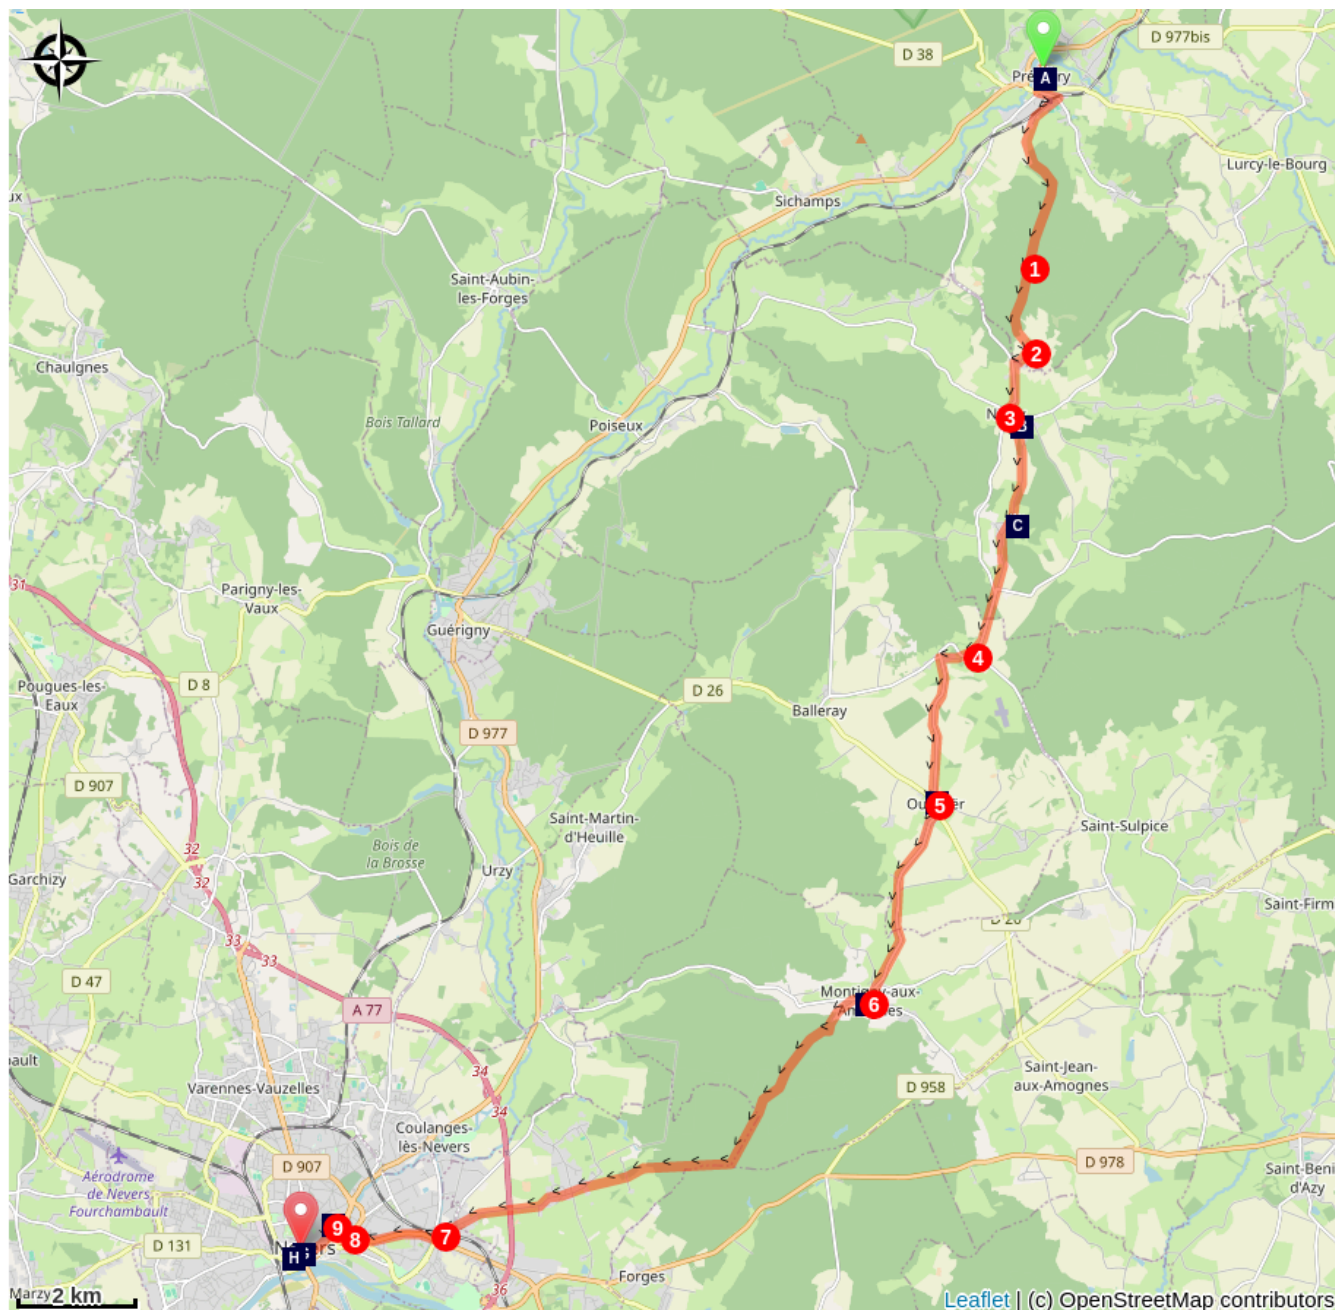 D 977bis
D 38
A
Lurcy-le-Bourg
Sichamps
1
Saint-Aubin-
les-Forges
2
Chaulgnes
3
Bois Tallard
Poiseux
C
31
Parigny-les-
Vaux
Guérigny
4
D 8
Pougues-les-
Eaux
D 26
Balleray
D 977
D 907
5
Saint-Martin-
d'Heuille
Saint-Sulpice
32
Bois de
la Brosse
Urzy
32
Garchizy
Saint-Firm
33
33
D 47
Montigny-aux-
6
A 77
34
Saint-Jean-
aux-Amognes
D 958
Varennes-Vauzelles
34
Coulanges-
lès-Nevers
Aérodrome
de Nevers
Fourchambault
D 907
D 978
Saint-Beni
d'Azy
9
8
7
D 131
H
Forges
36
Marzy
2 km
Leaflet | (c) OpenStreetMap contributors